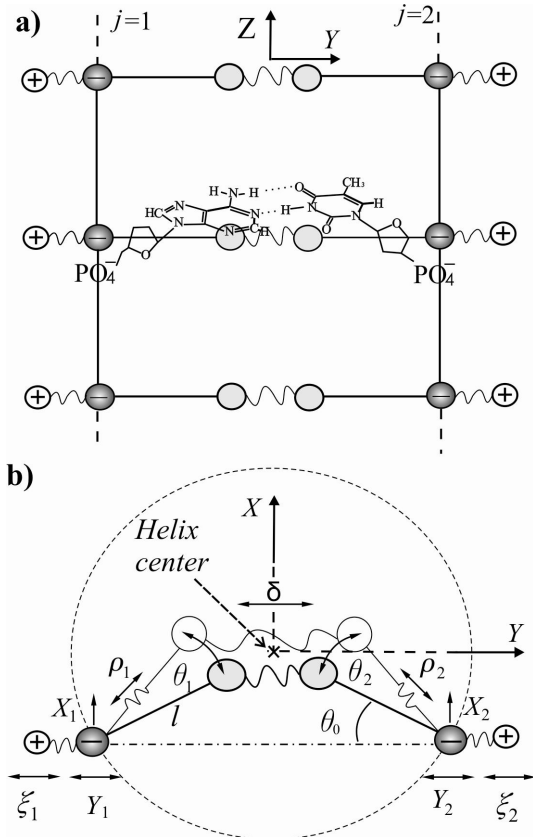 a)
j=1
Z
Y
j=2
+ − − +
N—H O CH₃
HC N N H—N H
N N C H O N
O O
+ − − +
PO₄⁻ PO₄⁻
+ − − +
b)
X
Helix
center
δ
Y
ρ₁ θ₁ θ₂ ρ₂
X₁ l θ₀ X₂
+ − − +
ξ₁ Y₁ Y₂ ξ₂